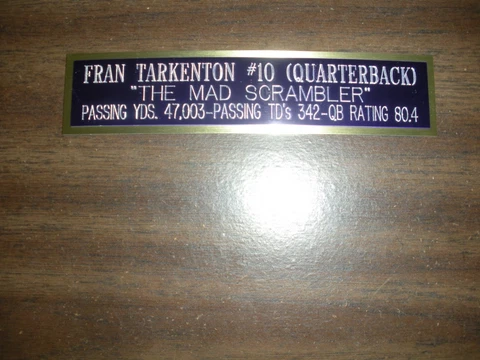 FRAN TARKENTON #10 (QUARTERBACK)
"THE MAD SCRAMBLER"
PASSING YDS. 47,003-PASSING TD's 342-QB RATING 80.4